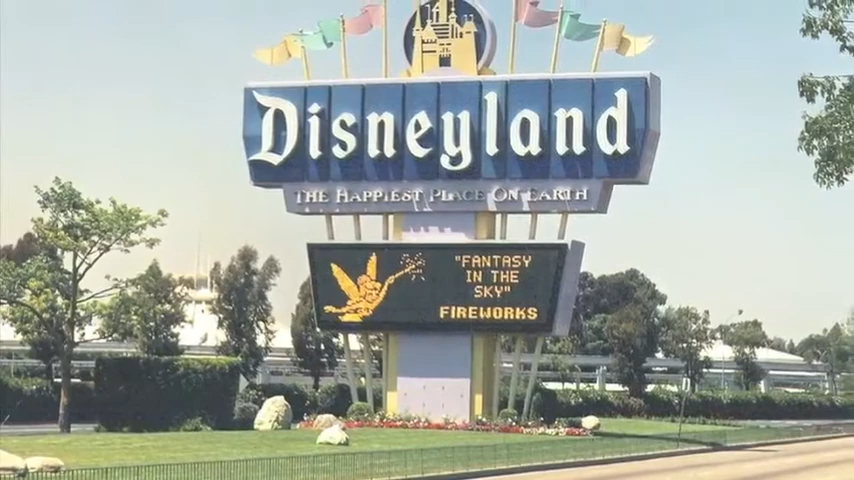 Disneyland
THE HAPPIEST PLACE ON EARTH
"FANTASY
IN THE
SKY"
FIREWORKS